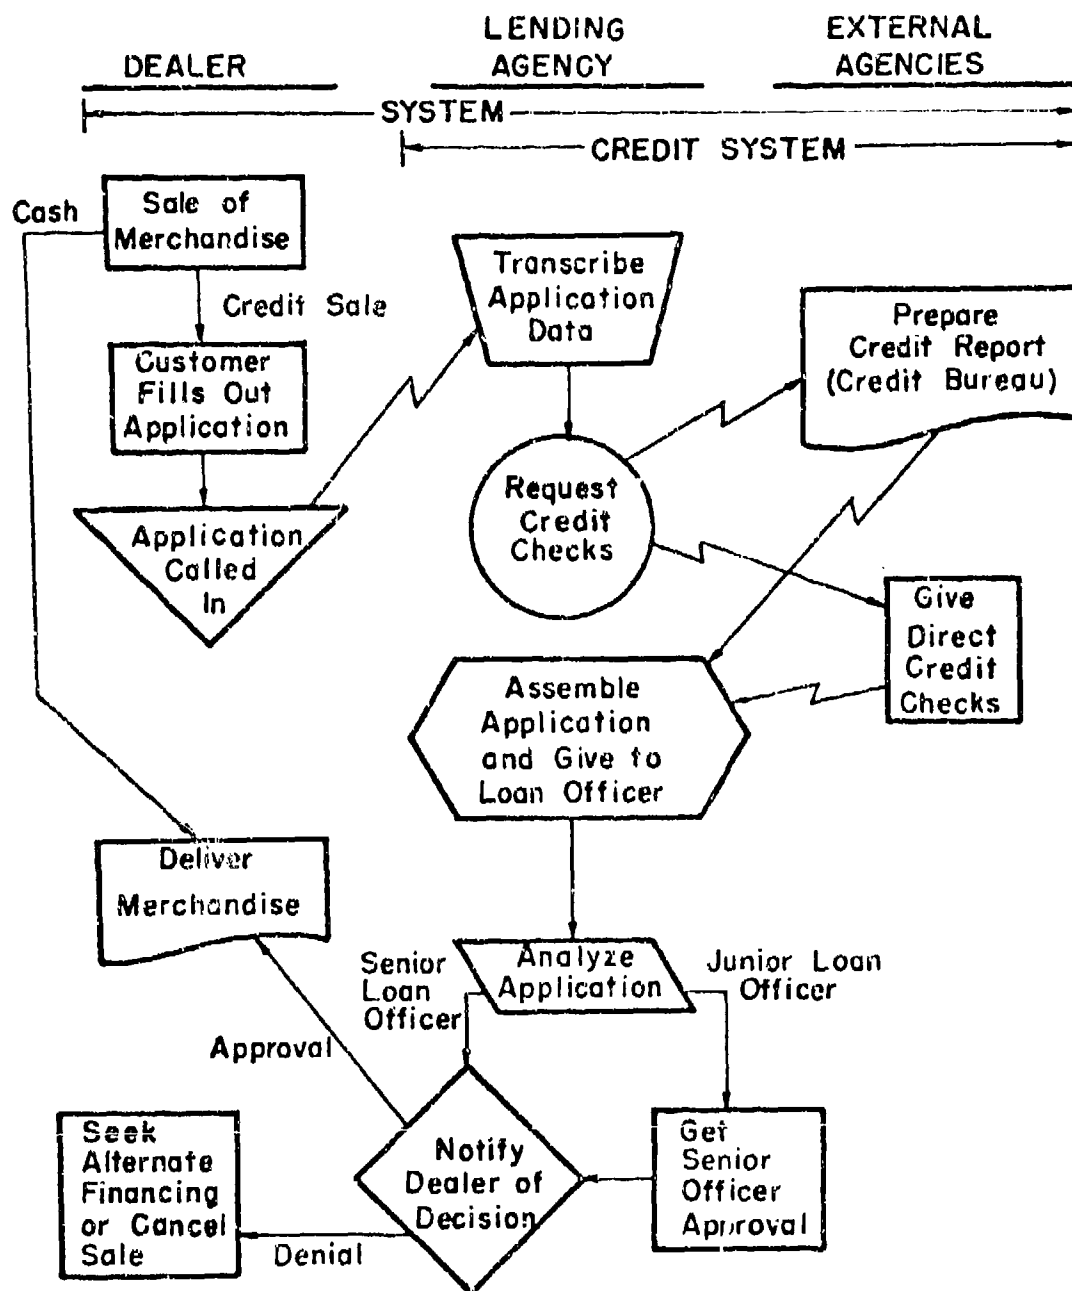 DEALER
LENDING
AGENCY
EXTERNAL
AGENCIES
SYSTEM
CREDIT SYSTEM
Cash
Sale of
Merchandise
Credit Sale
Customer
Fills Out
Application
Application
Called
In
Transcribe
Application
Data
Prepare
Credit Report
(Credit Bureau)
Request
Credit
Checks
Give
Direct
Credit
Checks
Assemble
Application
and Give to
Loan Officer
Deliver
Merchandise
Analyze
Application
Senior
Loan
Officer
Junior Loan
Officer
Approval
Seek
Alternate
Financing
or Cancel
Sale
Denial
Notify
Dealer of
Decision
Get
Senior
Officer
Approval